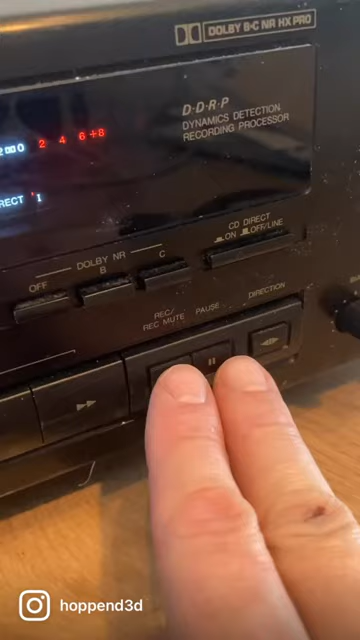 DOLBY B·C NR HX PRO
D·D·R·P
DYNAMICS DETECTION
RECORDING PROCESSOR
0 2 4 6 +8
CD DIRECT
ON OFF/LINE
DOLBY NR
OFF B C
REC/
REC MUTE PAUSE DIRECTION
hoppend3d